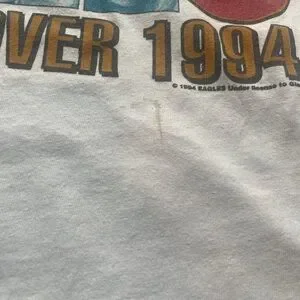 OVER 1994
© 1994 EAGLES Under license to